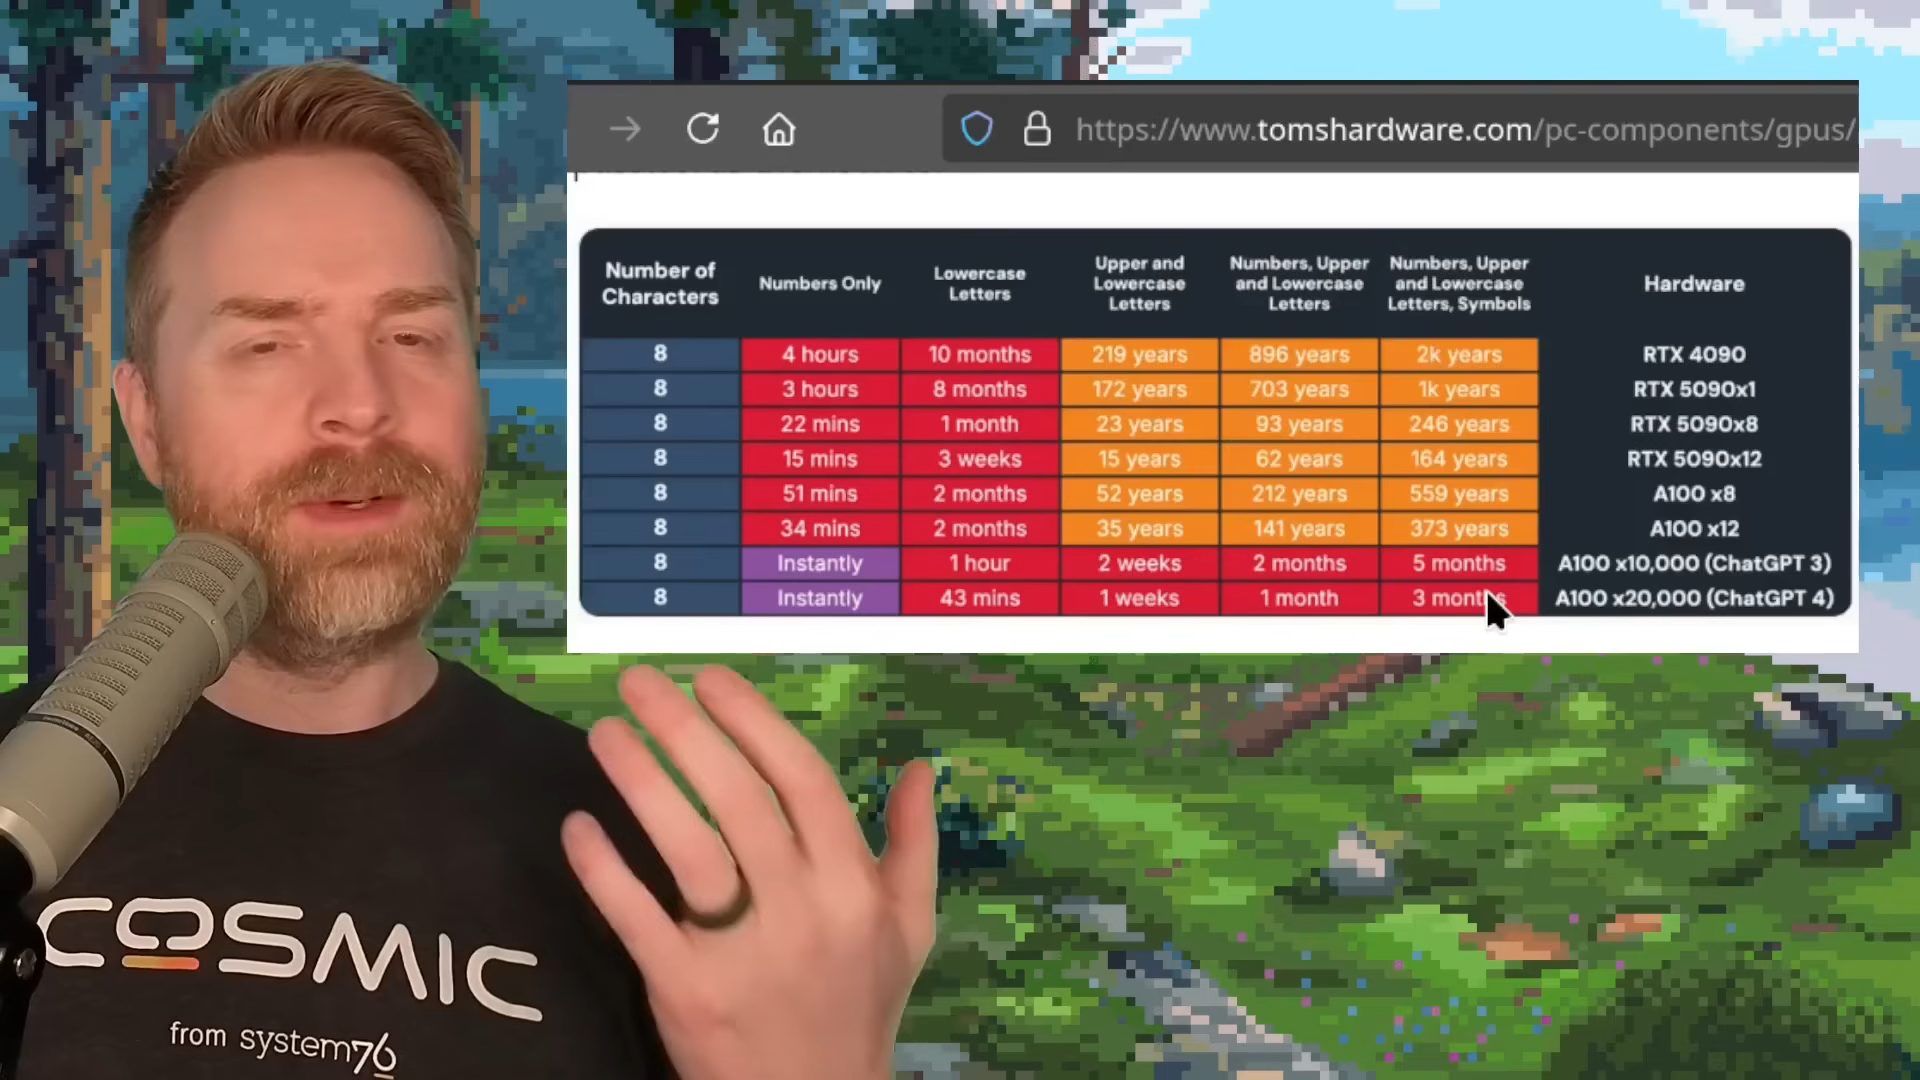 https://www.tomshardware.com/pc-components/gpus/
Number of Characters
Numbers Only
Lowercase Letters
Upper and Lowercase Letters
Numbers, Upper and Lowercase Letters
Numbers, Upper and Lowercase Letters, Symbols
Hardware
8 4 hours 10 months 219 years 896 years 2k years RTX 4090
8 3 hours 8 months 172 years 703 years 1k years RTX 5090x1
8 22 mins 1 month 23 years 93 years 246 years RTX 5090x8
8 15 mins 3 weeks 15 years 62 years 164 years RTX 5090x12
8 51 mins 2 months 52 years 212 years 559 years A100 x8
8 34 mins 2 months 35 years 141 years 373 years A100 x12
8 Instantly 1 hour 2 weeks 2 months 5 months A100 x10,000 (ChatGPT 3)
8 Instantly 43 mins 1 weeks 1 month 3 months A100 x20,000 (ChatGPT 4)
COSMIC
from system76